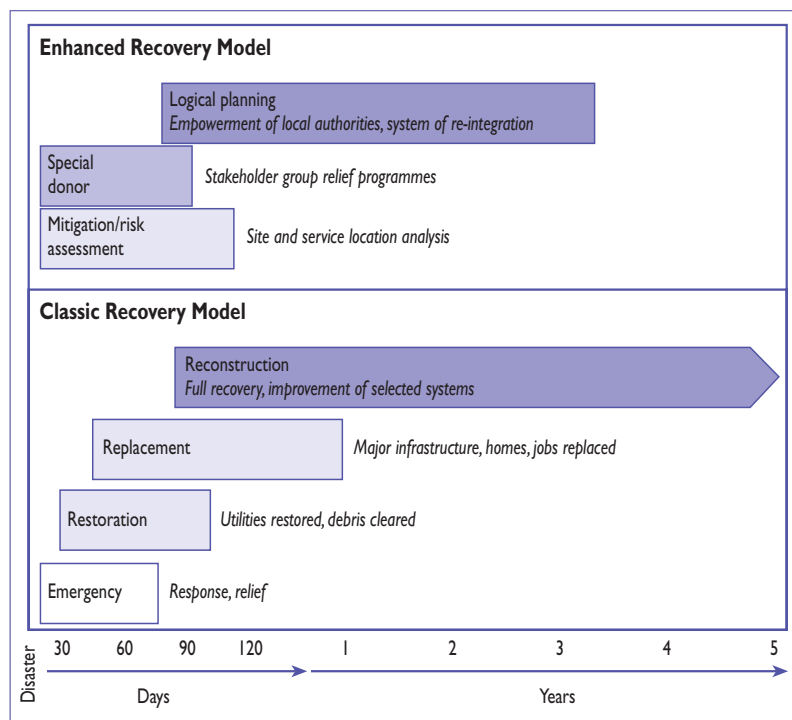 Enhanced Recovery Model
Logical planning
Empowerment of local authorities, system of re-integration
Special
donor
Stakeholder group relief programmes
Mitigation/risk
assessment
Site and service location analysis
Classic Recovery Model
Reconstruction
Full recovery, improvement of selected systems
Replacement
Major infrastructure, homes, jobs replaced
Restoration
Utilities restored, debris cleared
Emergency
Response, relief
Disaster
30 60 90 120 1 2 3 4 5
Days Years